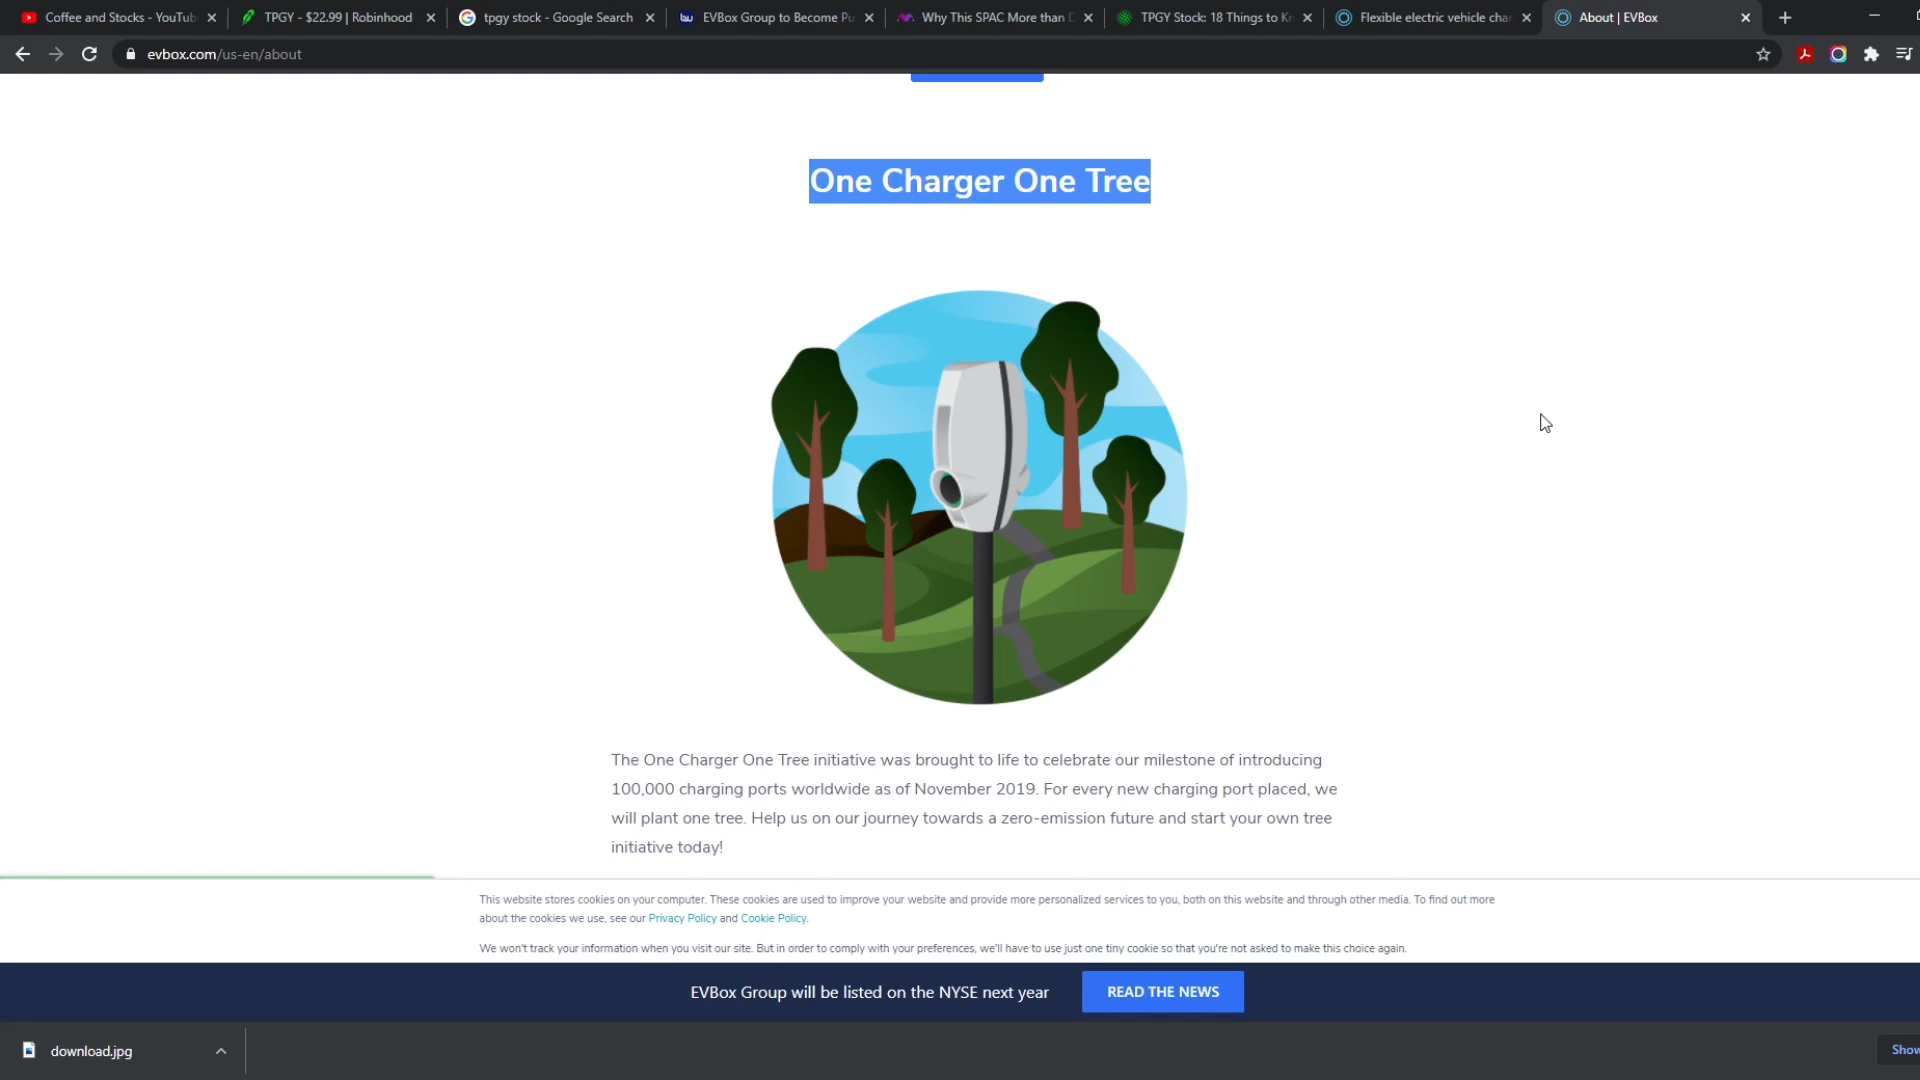 Coffee and Stocks - YouTub
TPGY - $22.99 | Robinhood
tpgy stock - Google Search
EVBox Group to Become Pu
Why This SPAC More than D
TPGY Stock: 18 Things to Kn
Flexible electric vehicle char
About | EVBox
evbox.com/us-en/about
One Charger One Tree
The One Charger One Tree initiative was brought to life to celebrate our milestone of introducing
100,000 charging ports worldwide as of November 2019. For every new charging port placed, we
will plant one tree. Help us on our journey towards a zero-emission future and start your own tree
initiative today!
This website stores cookies on your computer. These cookies are used to improve your website and provide more personalized services to you, both on this website and through other media. To find out more
about the cookies we use, see our Privacy Policy and Cookie Policy.
We won't track your information when you visit our site. But in order to comply with your preferences, we'll have to use just one tiny cookie so that you're not asked to make this choice again.
EVBox Group will be listed on the NYSE next year
READ THE NEWS
download.jpg
Show